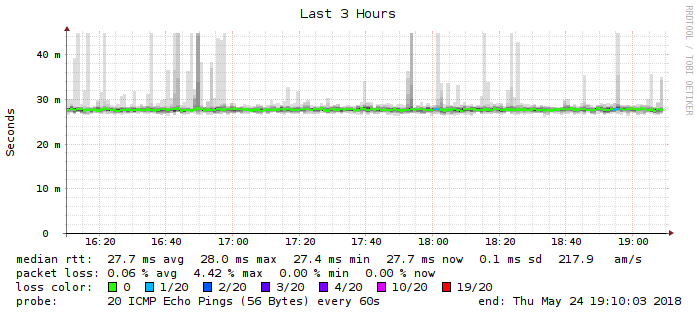 Last 3 Hours
RRDTOOL / TOBI OETIKER
Seconds
40 m
30 m
20 m
10 m
0
16:20 16:40 17:00 17:20 17:40 18:00 18:20 18:40 19:00
median rtt: 27.7 ms avg 28.0 ms max 27.4 ms min 27.7 ms now 0.1 ms sd 217.9 am/s
packet loss: 0.06 % avg 4.42 % max 0.00 % min 0.00 % now
loss color: 0 1/20 2/20 3/20 4/20 10/20 19/20
probe: 20 ICMP Echo Pings (56 Bytes) every 60s end: Thu May 24 19:10:03 2018